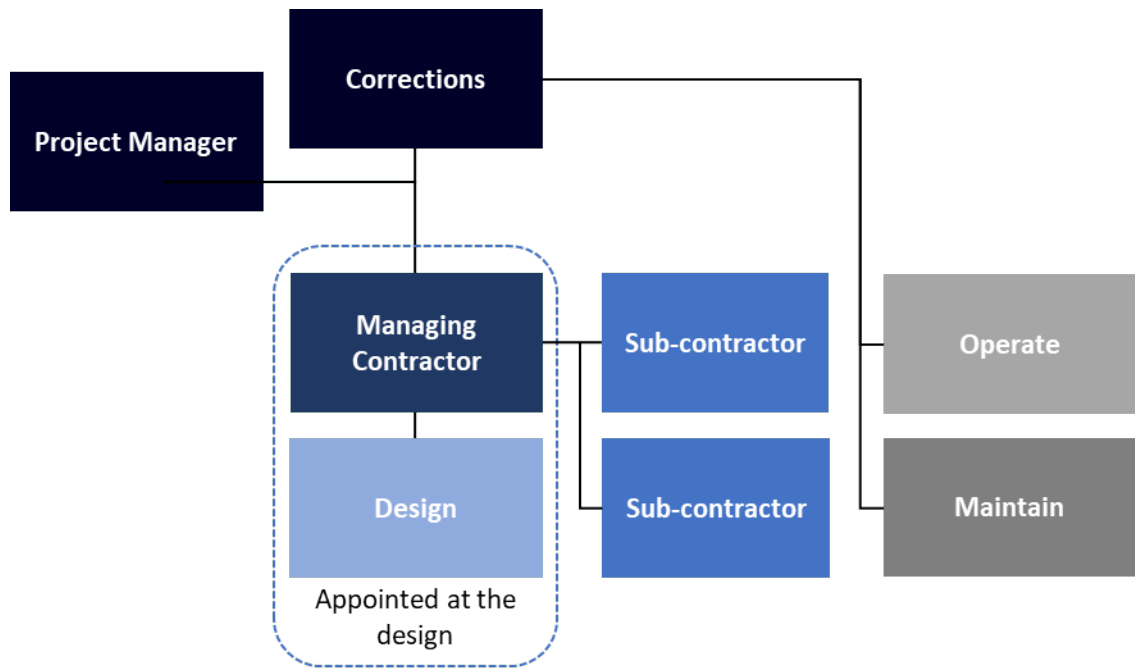 Corrections
Project Manager
Managing
Contractor
Sub-contractor
Operate
Design
Sub-contractor
Maintain
Appointed at the
design